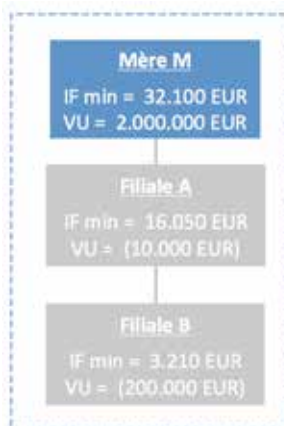 Mère M
IF min = 32.100 EUR
VU = 2.000.000 EUR
Filiale A
IF min = 16.050 EUR
VU = (10.000 EUR)
Filiale B
IF min = 3.210 EUR
VU = (200.000 EUR)